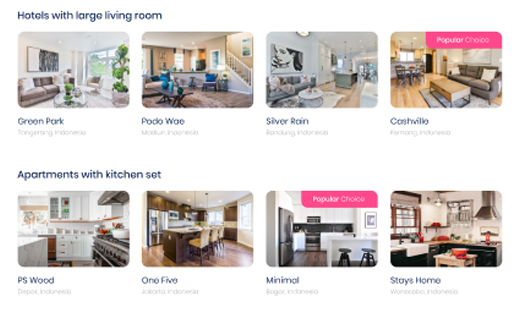 Hotels with large living room
Popular Choice
Green Park
Podo Wae
Silver Rain
Cashville
Tangerang, Indonesia
Madiun, Indonesia
Bandung, Indonesia
Kemang, Indonesia
Apartments with kitchen set
Popular Choice
PS Wood
One Five
Minimal
Stays Home
Depok, Indonesia
Jakarta, Indonesia
Bogor, Indonesia
Wonosobo, Indonesia